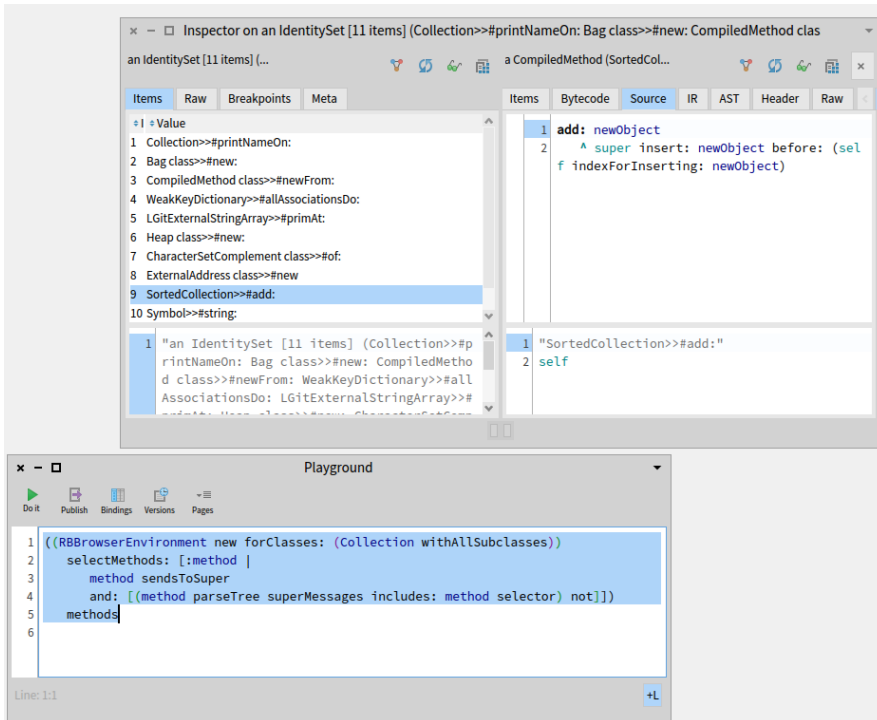 Inspector on an IdentitySet [11 items] (Collection>>#printNameOn: Bag class>>#new: CompiledMethod clas
an IdentitySet [11 items] (...
a CompiledMethod (SortedCol...
Items Raw Breakpoints Meta
Items Bytecode Source IR AST Header Raw
I Value
1 Collection>>#printNameOn:
2 Bag class>>#new:
3 CompiledMethod class>>#newFrom:
4 WeakKeyDictionary>>#allAssociationsDo:
5 LGitExternalStringArray>>#primAt:
6 Heap class>>#new:
7 CharacterSetComplement class>>#of:
8 ExternalAddress class>>#new
9 SortedCollection>>#add:
10 Symbol>>#string:
1 add: newObject
2 ^ super insert: newObject before: (sel
f indexForInserting: newObject)
1 "an IdentitySet [11 items] (Collection>>#p
rintNameOn: Bag class>>#new: CompiledMetho
d class>>#newFrom: WeakKeyDictionary>>#all
AssociationsDo: LGitExternalStringArray>>#
primAt: Heap class>>#new: CharacterSetComp
1 "SortedCollection>>#add:"
2 self
Playground
Do it Publish Bindings Versions Pages
1 ((RBBrowserEnvironment new forClasses: (Collection withAllSubclasses))
2 selectMethods: [:method |
3 method sendsToSuper
4 and: [(method parseTree superMessages includes: method selector) not]])
5 methods
6
Line: 1:1
+L